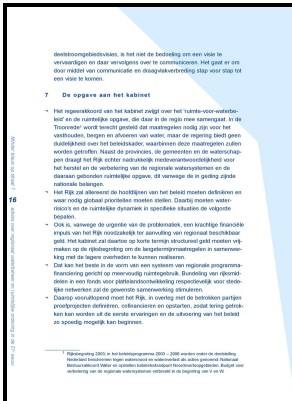 deelstroomgebiedsvisies, is het niet de bedoeling om een visie te
vervaardigen en daar vervolgens over te communiceren. Het gaat er om
door middel van communicatie en draagvlakverbreding stap voor stap tot
een visie te komen.
7 De opgave aan het kabinet
¬ Het regeerakkoord van het kabinet zwijgt over het 'ruimte-voor-waterbe-
leid' en de ruimtelijke opgave, die daar in de regio mee samengaat. In de
Troonrede¹ wordt terecht gesteld dat maatregelen nodig zijn voor het
vasthouden, bergen en afvoeren van water, maar de regering biedt geen
duidelijkheid over het beleidskader, waarbinnen deze maatregelen zullen
worden getroffen. Naast de provincies, de gemeenten en de waterschap-
pen draagt het Rijk echter nadrukkelijk medeverantwoordelijkheid voor
het herstel en de verbetering van de regionale watersystemen en de
daaraan gebonden ruimtelijke opgave, dit vanwege de in geding zijnde
nationale belangen.
¬ Het Rijk zal allereerst de hoofdlijnen van het beleid moeten definiëren en
waar nodig globaal prioriteiten moeten stellen. Daarbij moeten water-
risico's en de ruimtelijke dynamiek in specifieke situaties de volgorde
bepalen.
¬ Ook is, vanwege de urgentie van de problematiek, een krachtige financiële
impuls van het Rijk noodzakelijk ter aanvulling van regionaal beschikbaar
geld. Het kabinet zal daartoe op korte termijn structureel geld moeten vrij-
maken op de rijksbegroting om de langetermijnmaatregelen in samenwer-
king met de lagere overheden te kunnen realiseren.
¬ Dat kan het beste in de vorm van een systeem van regionale programma-
financiering gericht op meervoudig ruimtegebruik. Bundeling van rijksmid-
delen in een fonds voor plattelandsontwikkeling respectievelijk voor stede-
lijke netwerken zal de gewenste samenwerking stimuleren.
¬ Daarop vooruitlopend moet het Rijk, in overleg met de betrokken partijen
proefprojecten definiëren, cofinancieren en opstarten, zodat lering getrok-
ken kan worden uit de eerste ervaringen en de uitvoering van het beleid
zo spoedig mogelijk kan beginnen.
16